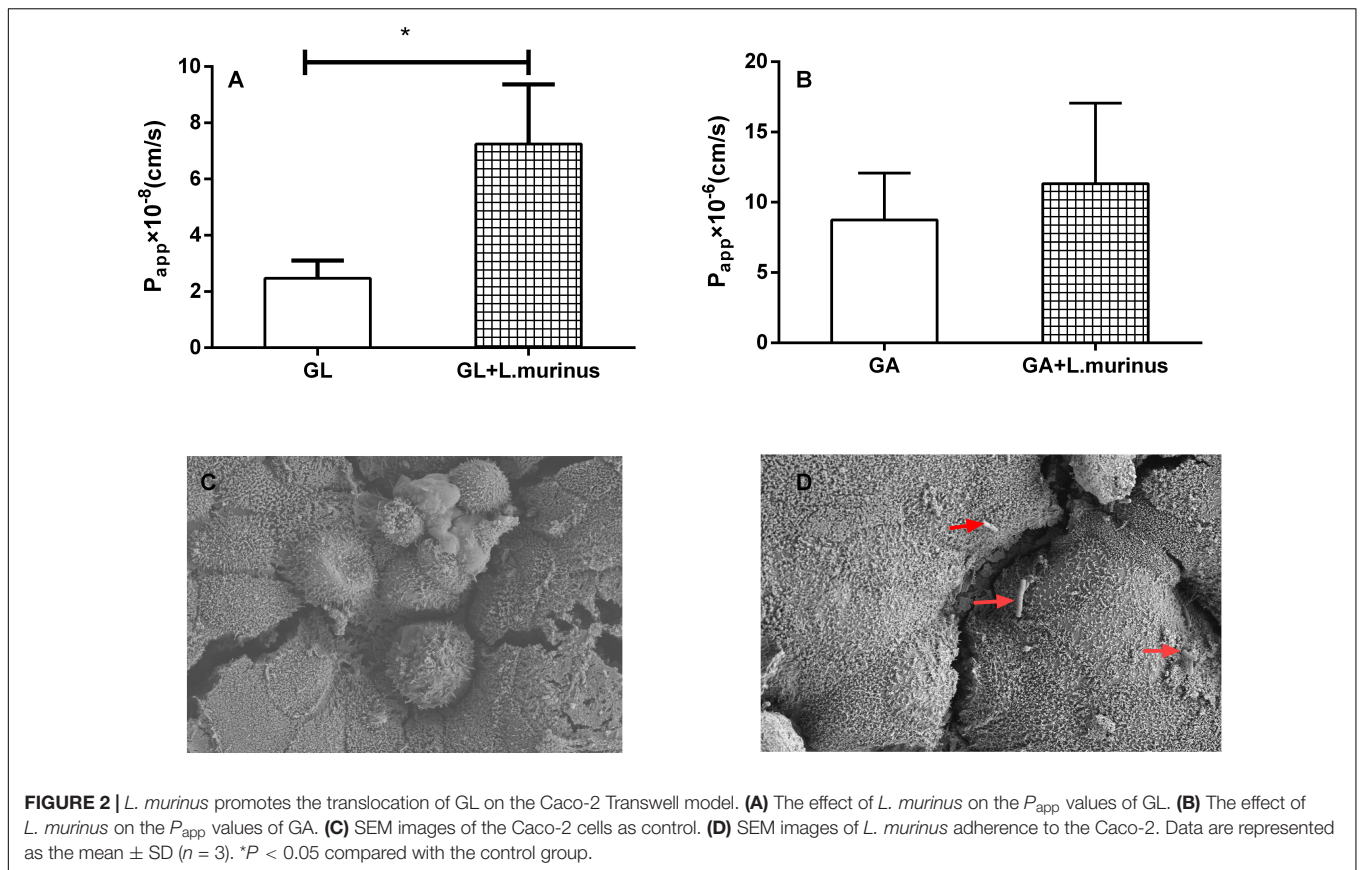 *
A
10
8
6
4
2
0
Papp×10-8(cm/s)
GL
GL+L.murinus
B
20
15
10
5
0
Papp×10-6(cm/s)
GA
GA+L.murinus
C
D
FIGURE 2 | L. murinus promotes the translocation of GL on the Caco-2 Transwell model. (A) The effect of L. murinus on the Papp values of GL. (B) The effect of
L. murinus on the Papp values of GA. (C) SEM images of the Caco-2 cells as control. (D) SEM images of L. murinus adherence to the Caco-2. Data are represented
as the mean ± SD (n = 3). *P < 0.05 compared with the control group.